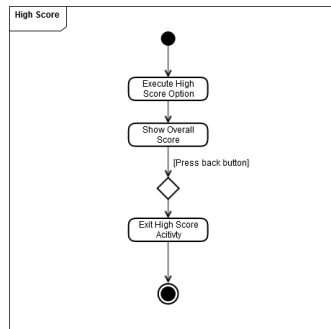 High Score
Execute High
Score Option
Show Overall
Score
[Press back button]
Exit High Score
Acitivty